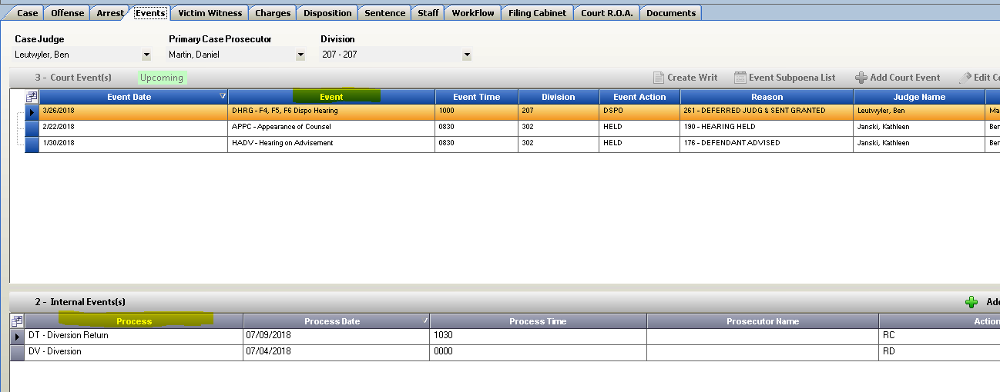 Case Offense Arrest Events Victim Witness Charges Disposition Sentence Staff WorkFlow Filing Cabinet Court R.O.A. Documents
Case Judge Primary Case Prosecutor Division
Leutwyler, Ben Martin, Daniel 207 - 207
3 - Court Event(s) Upcoming Create Writ Event Subpoena List Add Court Event Edit Co
Event Date Event Event Time Division Event Action Reason Judge Name
3/26/2018 DHRG - F4, F5, F6 Dispo Hearing 1000 207 DSPO 261 - DEFERRED JUDG & SENT GRANTED Leutwyler, Ben Ma
2/22/2018 APPC - Appearance of Counsel 0830 302 HELD 190 - HEARING HELD Janski, Kathleen Ber
1/30/2018 HADV - Hearing on Advisement 0830 302 HELD 176 - DEFENDANT ADVISED Janski, Kathleen Ber
2 - Internal Events(s) Add
Process Process Date Process Time Prosecutor Name Action
DT - Diversion Return 07/09/2018 1030 RC
DV - Diversion 07/04/2018 0000 RD